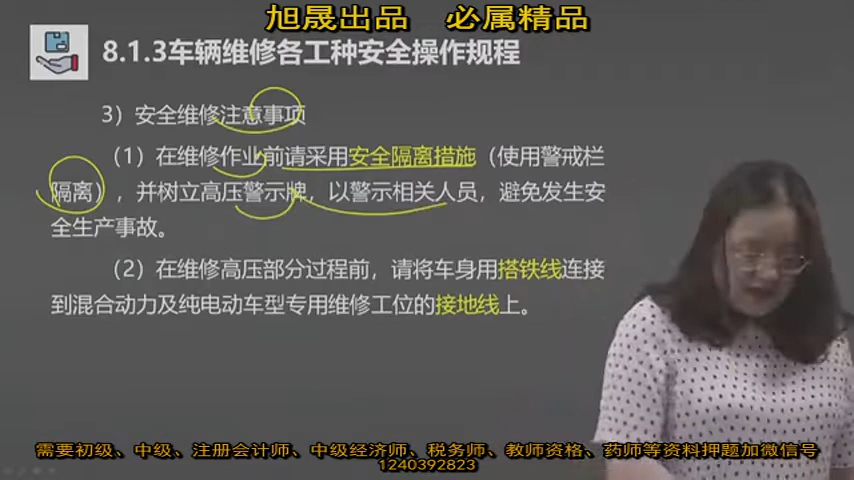 旭晟出品 必属精品
8.1.3车辆维修各工种安全操作规程
3）安全维修注意事项
（1）在维修作业前请采用安全隔离措施（使用警戒栏
隔离），并树立高压警示牌，以警示相关人员，避免发生安
全生产事故。
（2）在维修高压部分过程前，请将车身用搭铁线连接
到混合动力及纯电动车型专用维修工位的接地线上。
需要初级、中级、注册会计师、中级经济师、税务师、教师资格、药师等资料押题加微信号
1240392823